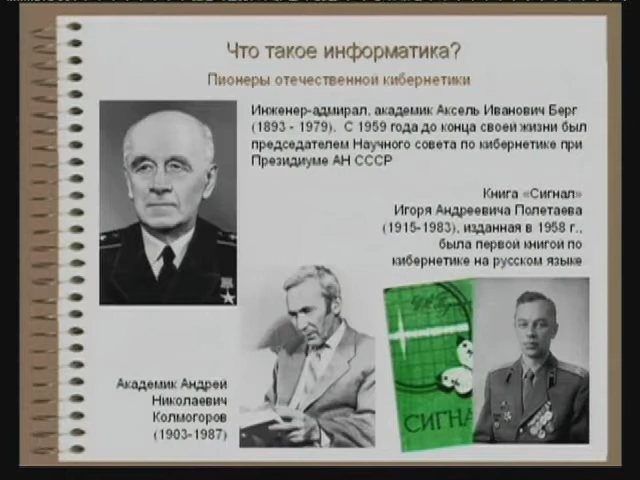 Что такое информатика?
Пионеры отечественной кибернетики
Инженер-адмирал, академик Аксель Иванович Берг
(1893 - 1979). С 1959 года до конца своей жизни был
председателем Научного совета по кибернетике при
Президиуме АН СССР
Книга «Сигнал»
Игоря Андреевича Полетаева
(1915-1983), изданная в 1958 г.,
была первой книгой по
кибернетике на русском языке
Академик Андрей
Николаевич
Колмогоров
(1903-1987)
СИГНА